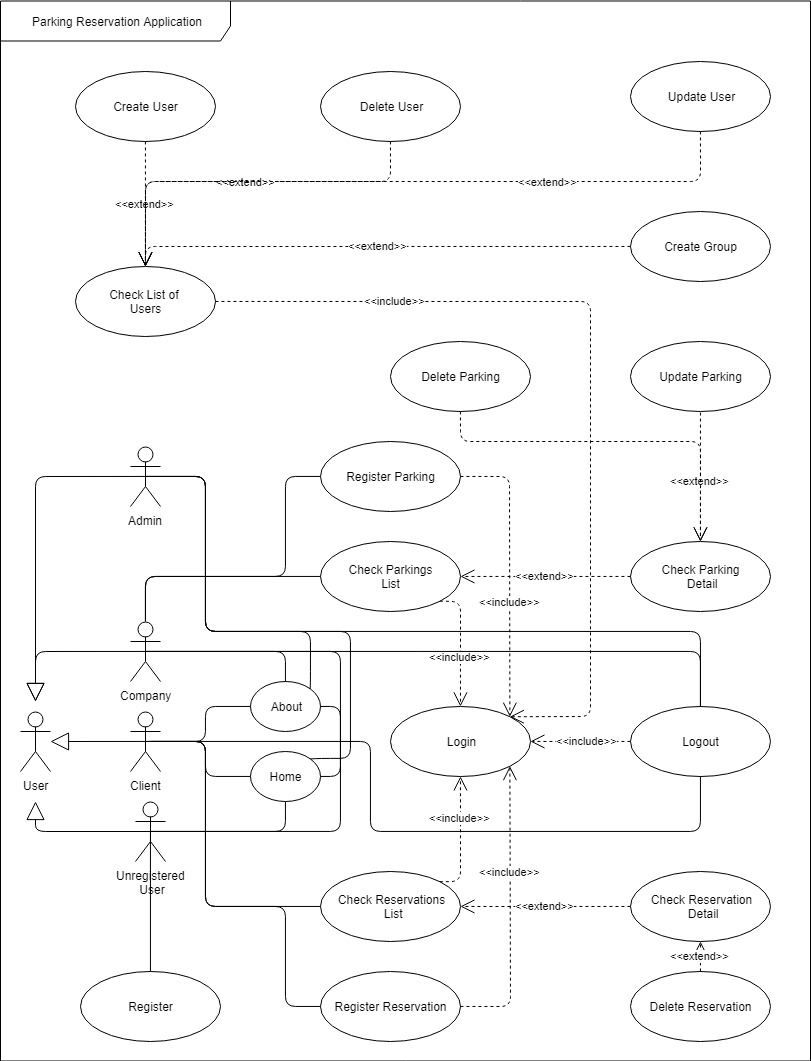 Parking Reservation Application
Create User
Delete User
Update User
<<extend>>
<<extend>>
<<extend>>
<<extend>>
Create Group
Check List of
Users
<<include>>
Delete Parking
Update Parking
Register Parking
<<extend>>
Admin
Check Parkings
List
<<extend>>
Check Parking
Detail
<<include>>
<<include>>
Company
About
User
Client
Home
Login
<<include>>
Logout
<<include>>
Unregistered
User
<<include>>
Check Reservations
List
<<extend>>
Check Reservation
Detail
<<extend>>
Register
Register Reservation
Delete Reservation